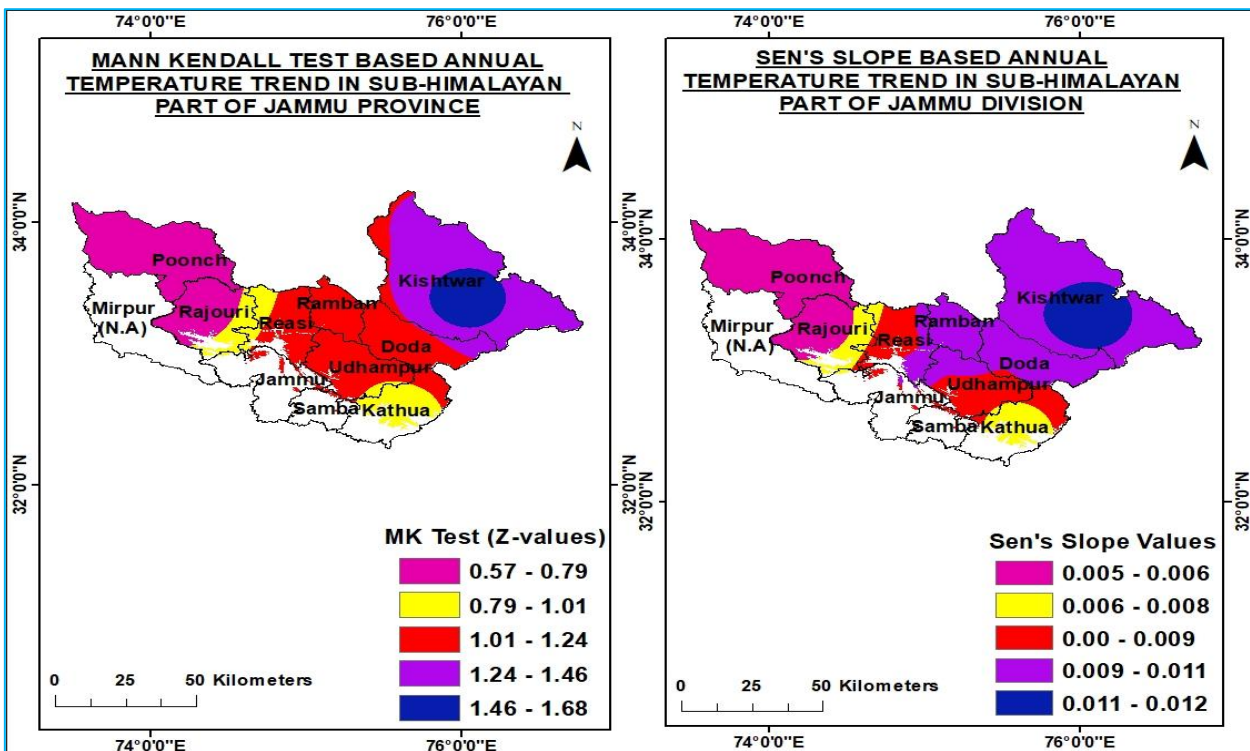 74°0'0"E
76°0'0"E
MANN KENDALL TEST BASED ANNUAL
TEMPERATURE TREND IN SUB-HIMALAYAN
PART OF JAMMU PROVINCE
N
34°0'0"N
32°0'0"N
Poonch
Mirpur
(N.A)
Rajouri
Reasi
Ramban
Kishtwar
Doda
Udhampur
Jammu
Samba
Kathua
MK Test (Z-values)
0.57 - 0.79
0.79 - 1.01
1.01 - 1.24
1.24 - 1.46
1.46 - 1.68
0 25 50 Kilometers
74°0'0"E
76°0'0"E
74°0'0"E
76°0'0"E
SEN'S SLOPE BASED ANNUAL
TEMPERATURE TREND IN SUB-HIMALAYAN
PART OF JAMMU DIVISION
N
34°0'0"N
34°0'0"N
32°0'0"N
32°0'0"N
Poonch
Mirpur
(N.A)
Rajouri
Reasi
Ramban
Kishtwar
Doda
Udhampur
Jammu
Samba
Kathua
Sen's Slope Values
0.005 - 0.006
0.006 - 0.008
0.00 - 0.009
0.009 - 0.011
0.011 - 0.012
0 25 50 Kilometers
74°0'0"E
76°0'0"E